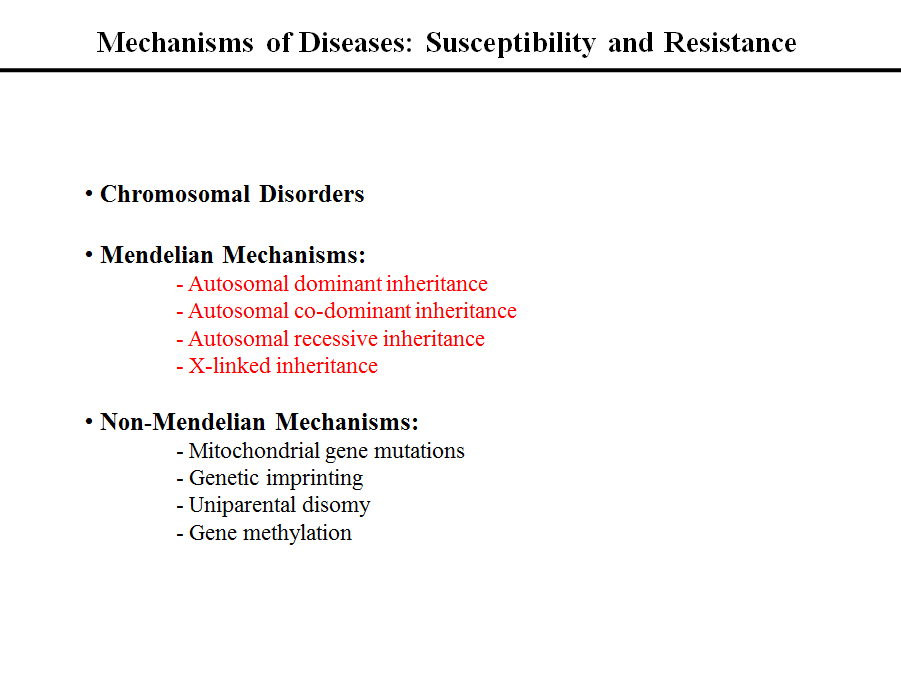 Mechanisms of Diseases: Susceptibility and Resistance
• Chromosomal Disorders
• Mendelian Mechanisms:
- Autosomal dominant inheritance
- Autosomal co-dominant inheritance
- Autosomal recessive inheritance
- X-linked inheritance
• Non-Mendelian Mechanisms:
- Mitochondrial gene mutations
- Genetic imprinting
- Uniparental disomy
- Gene methylation